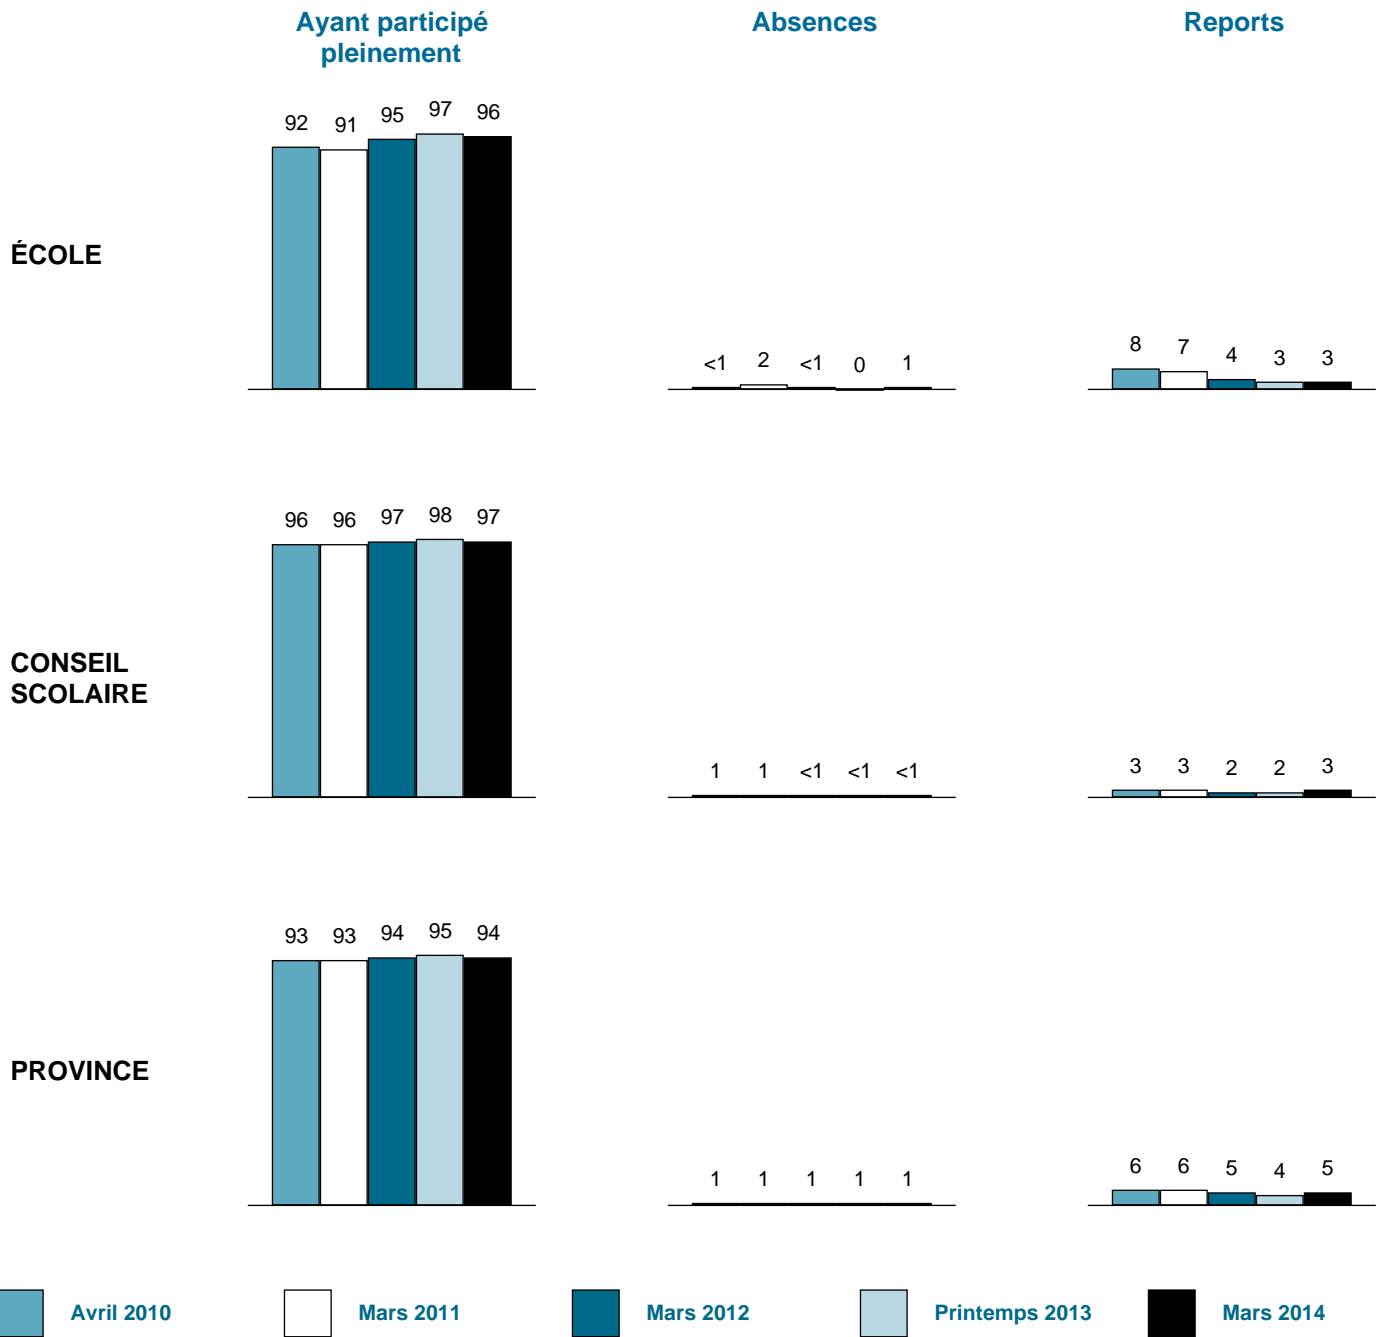 Ayant participé
pleinement
Absences
Reports
ÉCOLE
92 91 95 97 96
<1 2 <1 0 1
8 7 4 3 3
CONSEIL
SCOLAIRE
96 96 97 98 97
1 1 <1 <1 <1
3 3 2 2 3
PROVINCE
93 93 94 95 94
1 1 1 1 1
6 6 5 4 5
Avril 2010
Mars 2011
Mars 2012
Printemps 2013
Mars 2014